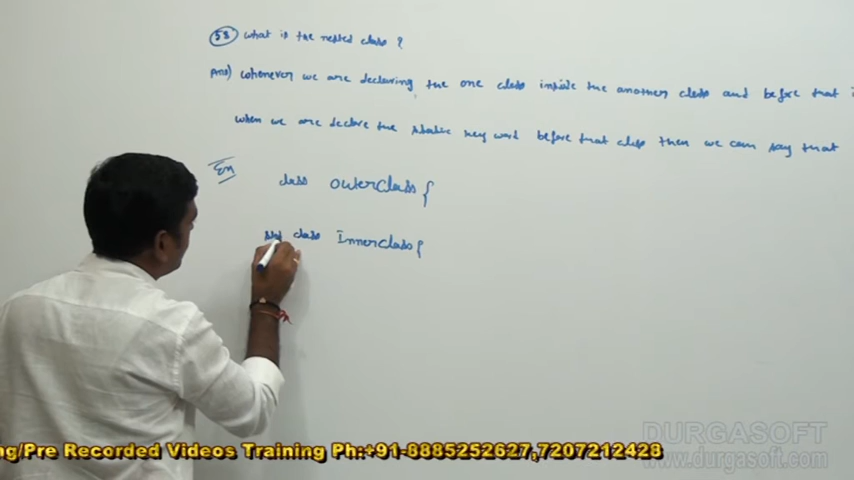 58 what is the nested class ?
Ans) whenever we are declaring the one class inside the another class and before that i
when we are declare the static key word before that class then we can say that
Ex
class OuterClass {
stat class InnerClass {
DURGASOFT
www.durgasoft.com
ng/Pre Recorded Videos Training Ph:+91-8885252627,7207212428